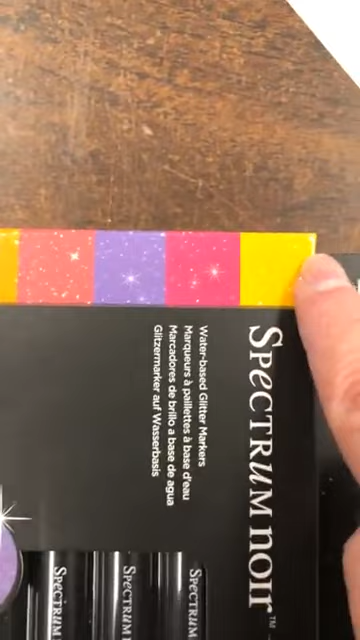 SPECTRUM noir™
Water-based Glitter Markers
Marqueurs à paillettes à base d'eau
Marcadores de brillo a base de agua
Glitzermarker auf Wasserbasis
SPECTRUM
SPECTRUM
SPECTRUM